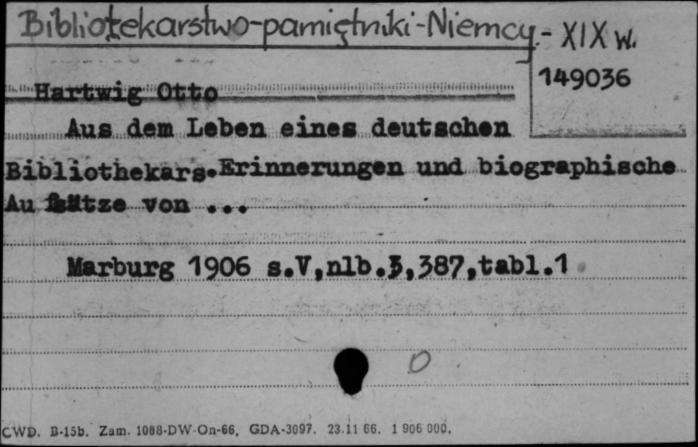 Bibliotekarstwo-pamiętniki-Niemcy.- XIX w.
149036
Hartwig Otto
Aus dem Leben eines deutschen
Bibliothekars.Erinnerungen und biographische
Aufsätze von ...
Marburg 1906 s.V,nlb.3,387,tabl.1
O
CWD. B-15b. Zam. 1088-DW-On-66. GDA-3097. 23.11 66. 1 906 000.